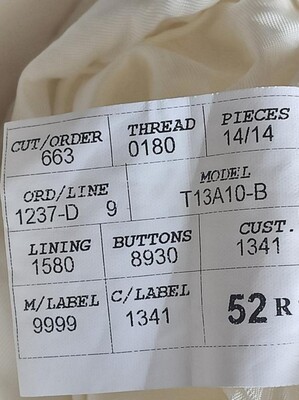 CUT/ORDER THREAD PIECES
663 0180 14/14
ORD/LINE MODEL
1237-D 9 T13A10-B
LINING BUTTONS CUST.
1580 8930 1341
M/LABEL C/LABEL 52 R
9999 1341